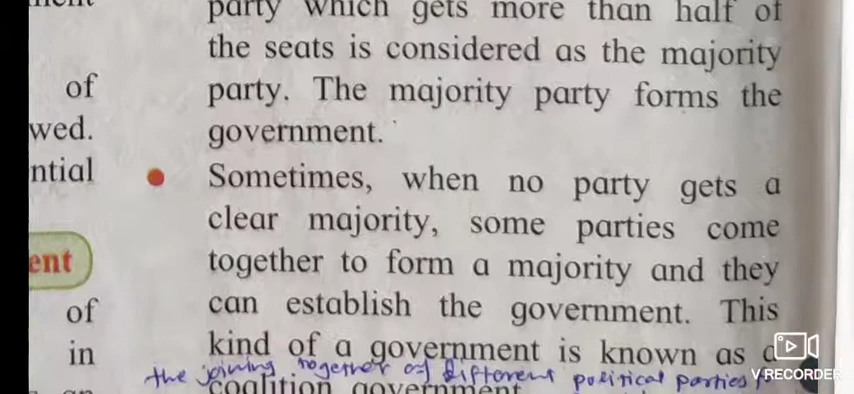 of
wed.
ntial
ent
of
in
party which gets more than half of
the seats is considered as the majority
party. The majority party forms the
government.
Sometimes, when no party gets a
clear majority, some parties come
together to form a majority and they
can establish the government. This
kind of a government is known as a
the joining together of different political parties
coalition government
V RECORDER